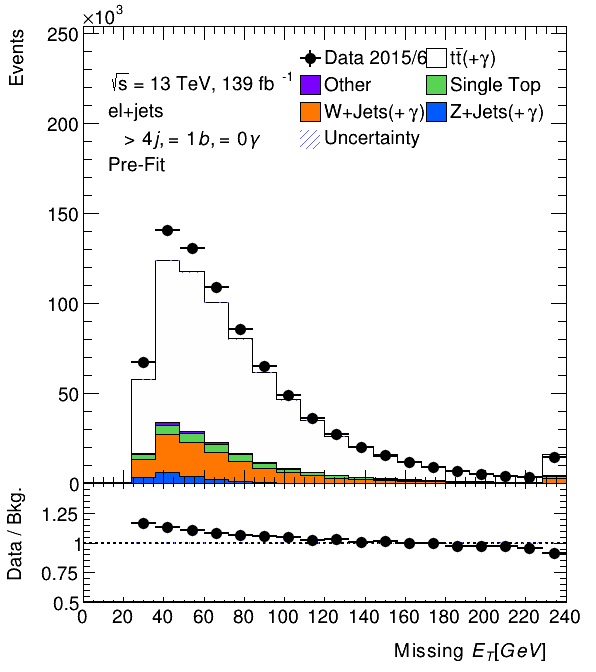 ×10³
Events
250
200
150
100
50
0
√s = 13 TeV, 139 fb⁻¹
el+jets
> 4j, = 1b, = 0γ
Pre-Fit
Data 2015/6
tt̄(+γ)
Other
Single Top
W+Jets(+γ)
Z+Jets(+γ)
Uncertainty
Data / Bkg.
1.25
1
0.75
0.5
0 20 40 60 80 100 120 140 160 180 200 220 240
Missing E_T[GeV]